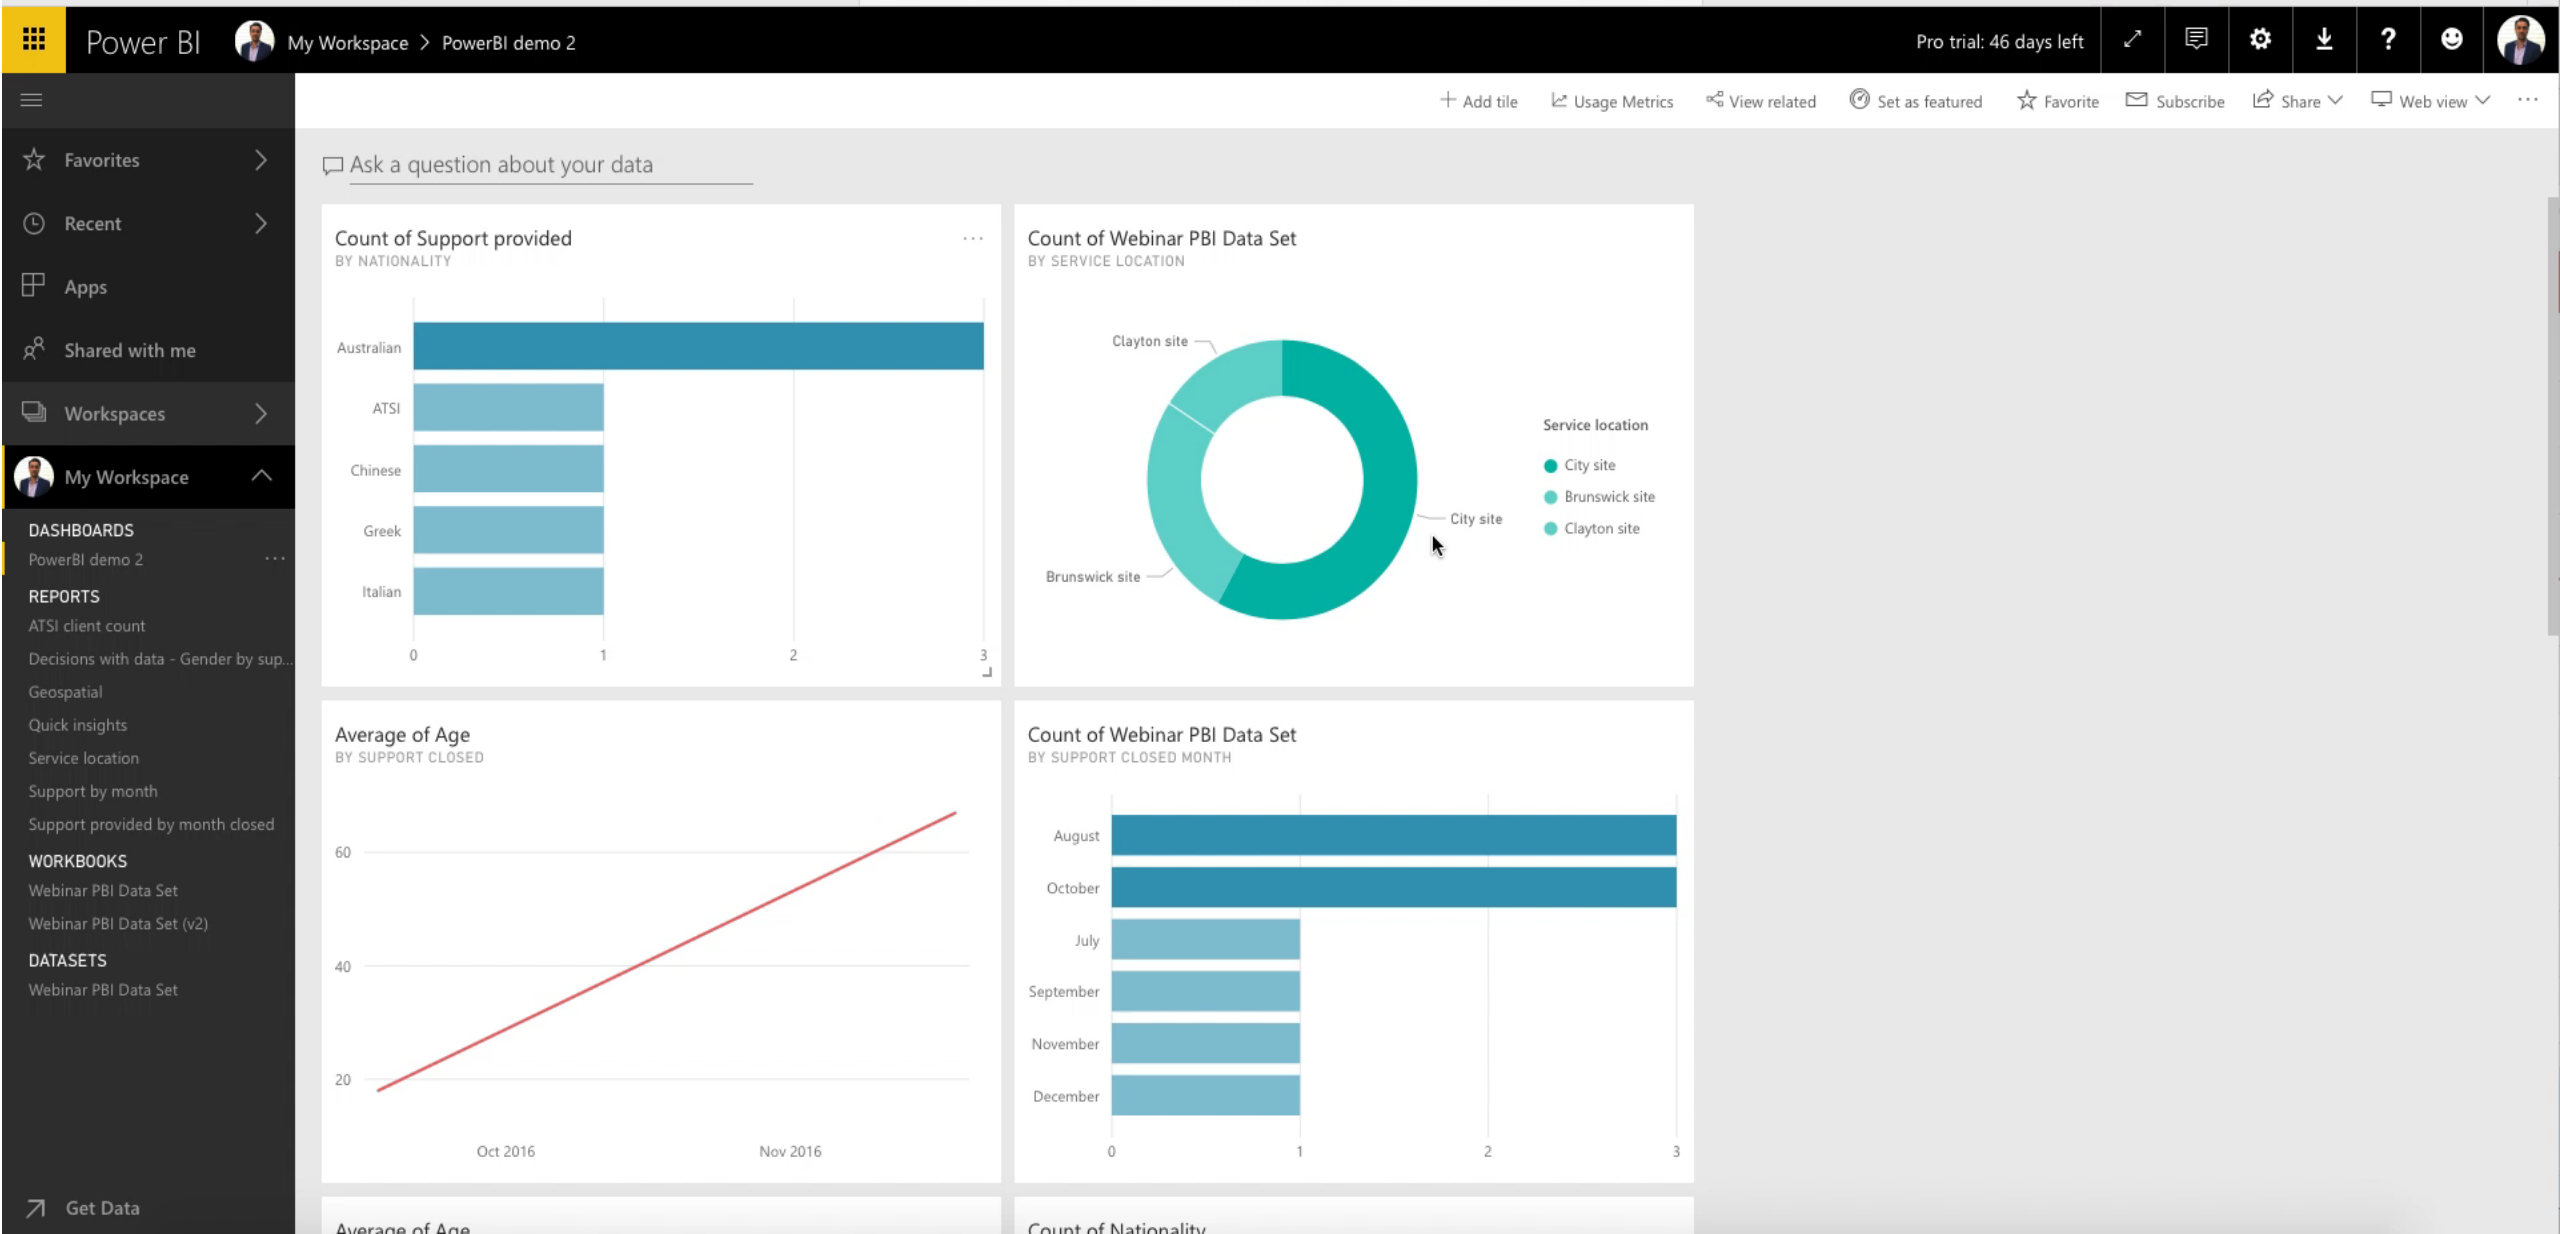 Power BI
My Workspace > PowerBI demo 2
Pro trial: 46 days left
Add tile
Usage Metrics
View related
Set as featured
Favorite
Subscribe
Share
Web view
Favorites
Recent
Apps
Shared with me
Workspaces
My Workspace
DASHBOARDS
PowerBI demo 2
REPORTS
ATSI client count
Decisions with data - Gender by sup...
Geospatial
Quick insights
Service location
Support by month
Support provided by month closed
WORKBOOKS
Webinar PBI Data Set
Webinar PBI Data Set (v2)
DATASETS
Webinar PBI Data Set
Get Data
Ask a question about your data
Count of Support provided
BY NATIONALITY
Australian
ATSI
Chinese
Greek
Italian
0 1 2 3
Count of Webinar PBI Data Set
BY SERVICE LOCATION
Clayton site
City site
Brunswick site
Service location
City site
Brunswick site
Clayton site
Average of Age
BY SUPPORT CLOSED
60
40
20
Oct 2016 Nov 2016
Count of Webinar PBI Data Set
BY SUPPORT CLOSED MONTH
August
October
July
September
November
December
0 1 2 3
Average of Age
Count of Nationality